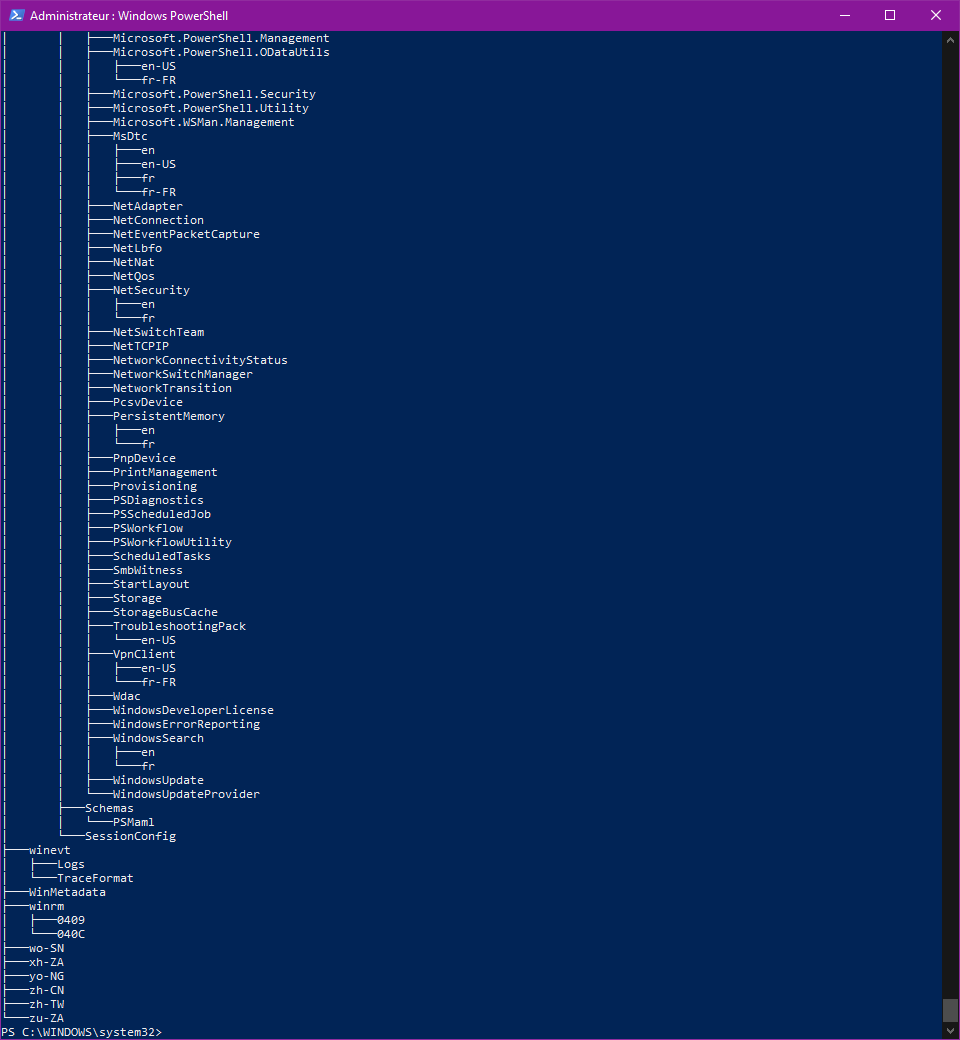 Administrateur : Windows PowerShell
│       │   ├───Microsoft.PowerShell.Management
│       │   ├───Microsoft.PowerShell.ODataUtils
│       │   │   ├───en-US
│       │   │   └───fr-FR
│       │   ├───Microsoft.PowerShell.Security
│       │   ├───Microsoft.PowerShell.Utility
│       │   ├───Microsoft.WSMan.Management
│       │   ├───MsDtc
│       │   │   ├───en
│       │   │   ├───en-US
│       │   │   ├───fr
│       │   │   └───fr-FR
│       │   ├───NetAdapter
│       │   ├───NetConnection
│       │   ├───NetEventPacketCapture
│       │   ├───NetLbfo
│       │   ├───NetNat
│       │   ├───NetQos
│       │   ├───NetSecurity
│       │   │   ├───en
│       │   │   └───fr
│       │   ├───NetSwitchTeam
│       │   ├───NetTCPIP
│       │   ├───NetworkConnectivityStatus
│       │   ├───NetworkSwitchManager
│       │   ├───NetworkTransition
│       │   ├───PcsvDevice
│       │   ├───PersistentMemory
│       │   │   ├───en
│       │   │   └───fr
│       │   ├───PnpDevice
│       │   ├───PrintManagement
│       │   ├───Provisioning
│       │   ├───PSDiagnostics
│       │   ├───PSScheduledJob
│       │   ├───PSWorkflow
│       │   ├───PSWorkflowUtility
│       │   ├───ScheduledTasks
│       │   ├───SmbWitness
│       │   ├───StartLayout
│       │   ├───Storage
│       │   ├───StorageBusCache
│       │   ├───TroubleshootingPack
│       │   │   └───en-US
│       │   ├───VpnClient
│       │   │   ├───en-US
│       │   │   └───fr-FR
│       │   ├───Wdac
│       │   ├───WindowsDeveloperLicense
│       │   ├───WindowsErrorReporting
│       │   ├───WindowsSearch
│       │   │   ├───en
│       │   │   └───fr
│       │   ├───WindowsUpdate
│       │   └───WindowsUpdateProvider
│       ├───Schemas
│       │   └───PSMaml
│       └───SessionConfig
├───winevt
│   ├───Logs
│   └───TraceFormat
├───WinMetadata
├───winrm
│   ├───0409
│   └───040C
├───wo-SN
├───xh-ZA
├───yo-NG
├───zh-CN
├───zh-TW
└───zu-ZA
PS C:\WINDOWS\system32>